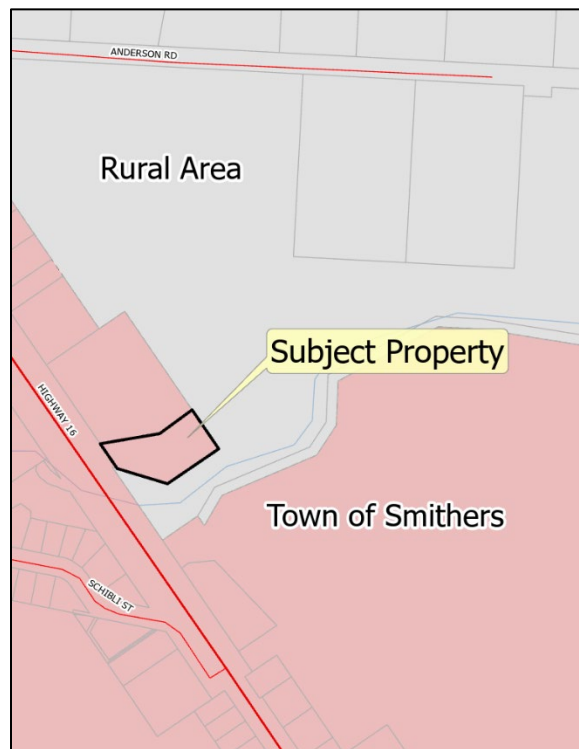 ANDERSON RD
Rural Area
Subject Property
HIGHWAY 16
Town of Smithers
SCHIBLI ST